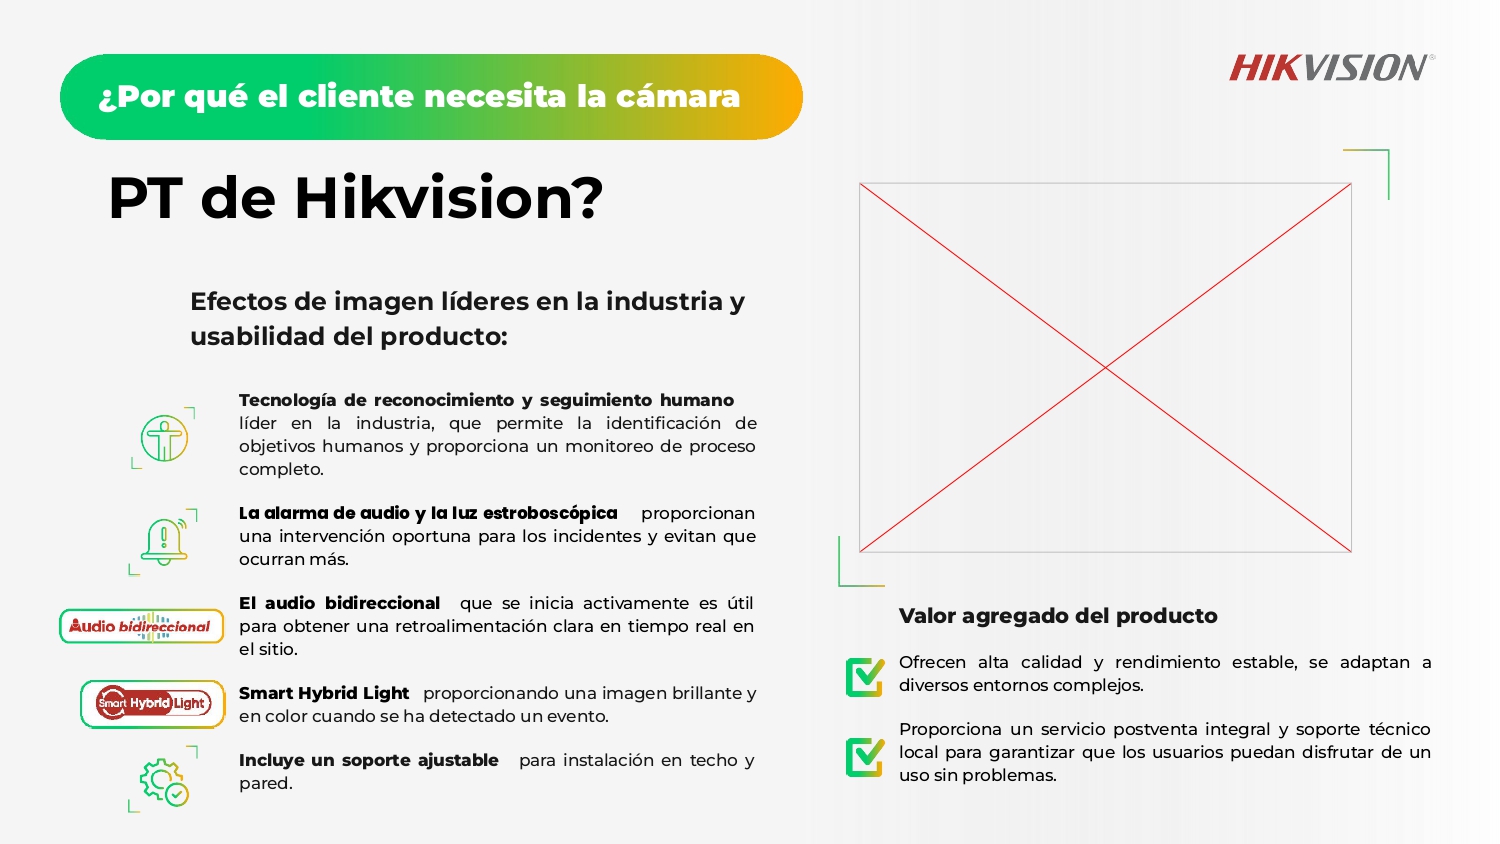 ¿Por qué el cliente necesita la cámara
HIKVISION®
PT de Hikvision?
Efectos de imagen líderes en la industria y
usabilidad del producto:
Tecnología de reconocimiento y seguimiento humano
líder en la industria, que permite la identificación de
objetivos humanos y proporciona un monitoreo de proceso
completo.
La alarma de audio y la luz estroboscópica proporcionan
una intervención oportuna para los incidentes y evitan que
ocurran más.
Audio bidireccional
El audio bidireccional que se inicia activamente es útil
para obtener una retroalimentación clara en tiempo real en
el sitio.
Smart Hybrid Light
Smart Hybrid Light proporcionando una imagen brillante y
en color cuando se ha detectado un evento.
Incluye un soporte ajustable para instalación en techo y
pared.
Valor agregado del producto
Ofrecen alta calidad y rendimiento estable, se adaptan a
diversos entornos complejos.
Proporciona un servicio postventa integral y soporte técnico
local para garantizar que los usuarios puedan disfrutar de un
uso sin problemas.